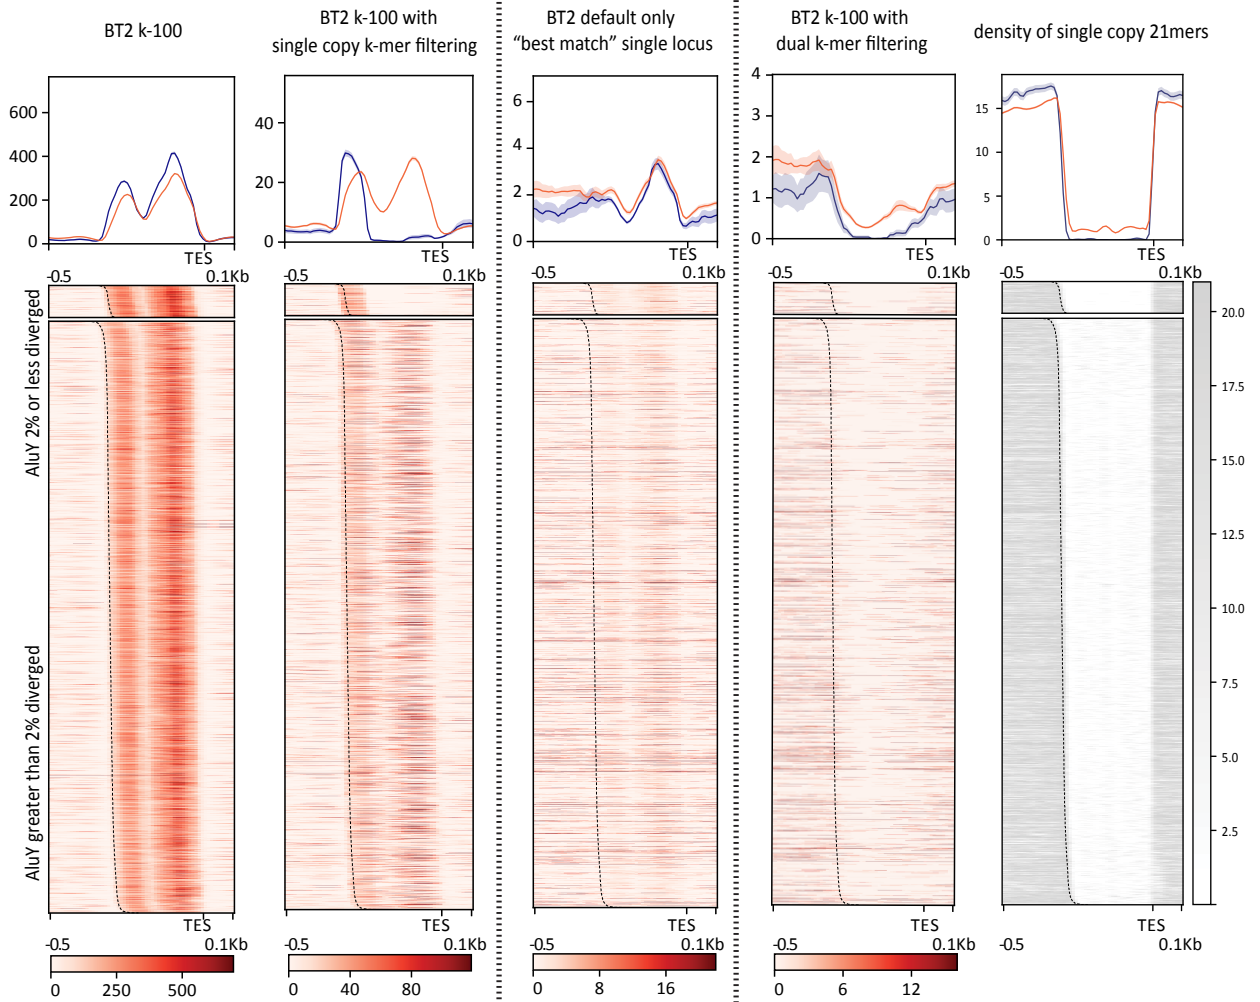 BT2 k-100
BT2 k-100 with
single copy k-mer filtering
BT2 default only
“best match” single locus
BT2 k-100 with
dual k-mer filtering
density of single copy 21mers
600
400
200
0
TES
-0.5
0.1Kb
40
20
0
TES
-0.5
0.1Kb
6
4
2
0
TES
-0.5
0.1Kb
4
3
2
1
0
TES
-0.5
0.1Kb
15
10
5
0
TES
-0.5
0.1Kb
AluY 2% or less diverged
AluY greater than 2% diverged
20.0
17.5
15.0
12.5
10.0
7.5
5.0
2.5
TES
-0.5
0.1Kb
0
250
500
TES
-0.5
0.1Kb
0
40
80
TES
-0.5
0.1Kb
0
8
16
TES
-0.5
0.1Kb
0
6
12
TES
-0.5
0.1Kb